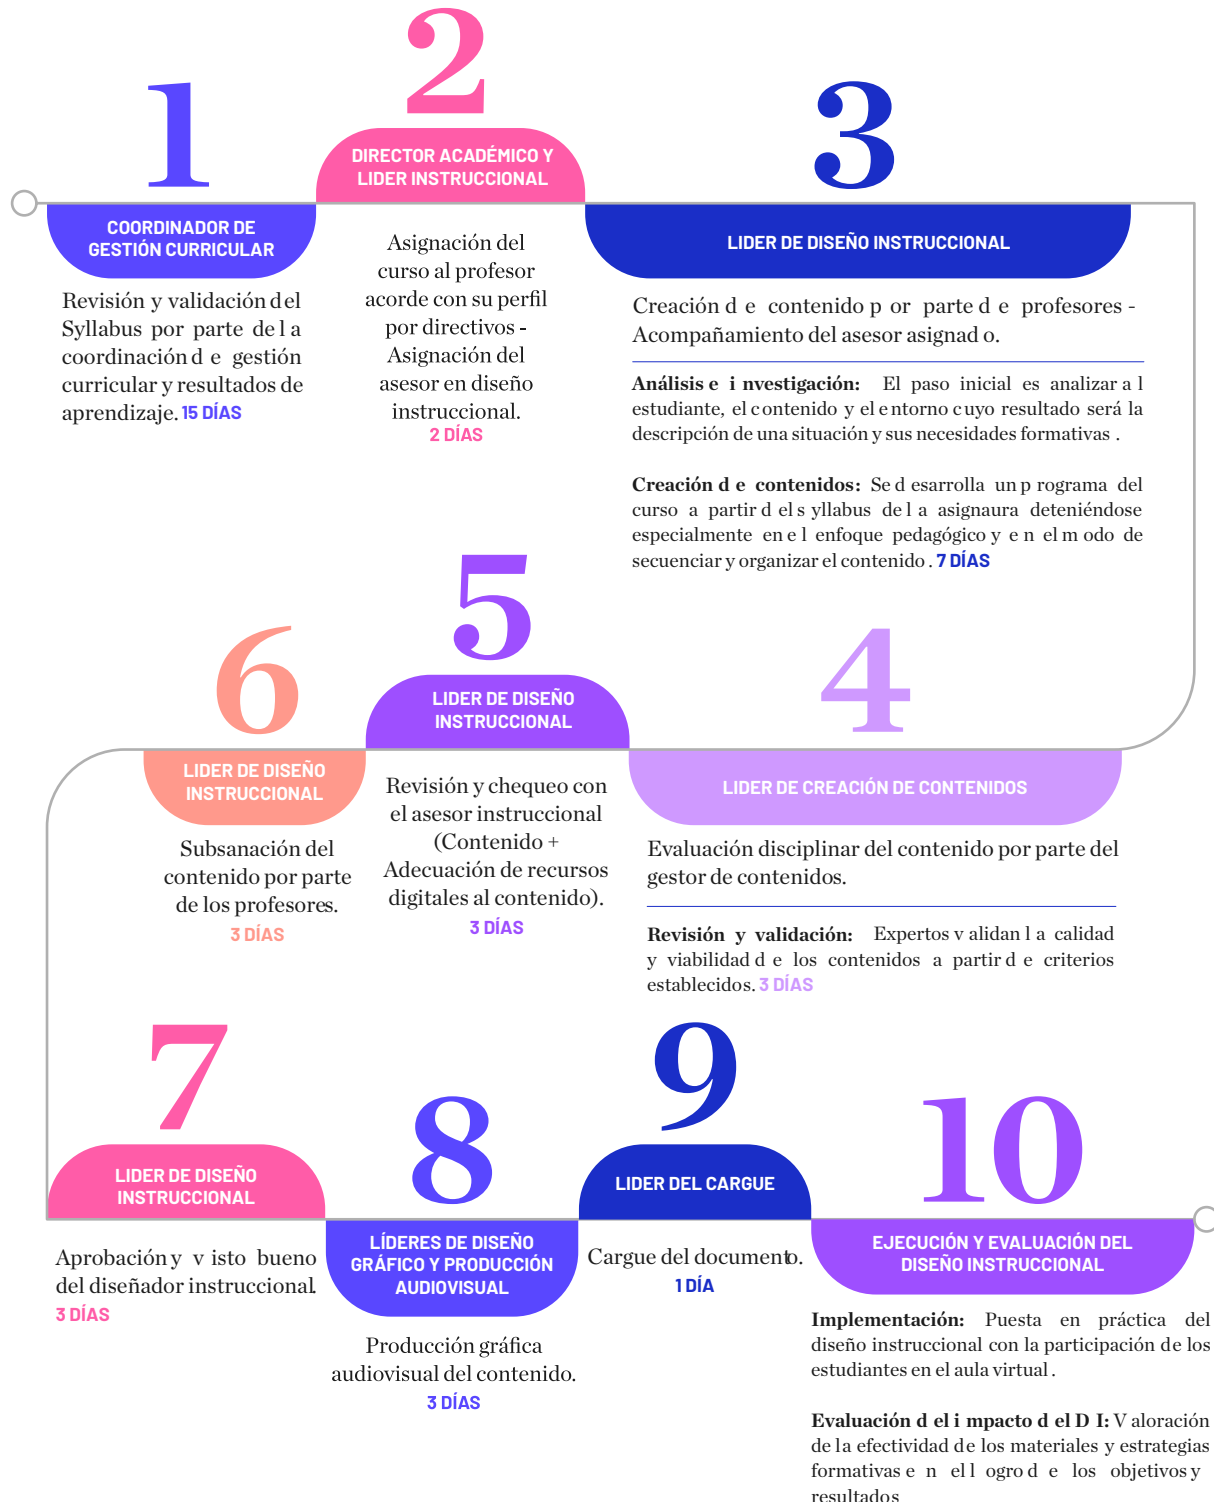 1
COORDINADOR DE
GESTIÓN CURRICULAR
Revisión y validación del
Syllabus por parte de la
coordinación de gestión
curricular y resultados de
aprendizaje. 15 DÍAS
2
DIRECTOR ACADÉMICO Y
LIDER INSTRUCCIONAL
Asignación del
curso al profesor
acorde con su perfil
por directivos -
Asignación del
asesor en diseño
instruccional.
2 DÍAS
3
LIDER DE DISEÑO INSTRUCCIONAL
Creación de contenido por parte de profesores -
Acompañamiento del asesor asignado.
Análisis e investigación: El paso inicial es analizar al
estudiante, el contenido y el entorno cuyo resultado será la
descripción de una situación y sus necesidades formativas.
Creación de contenidos: Se desarrolla un programa del
curso a partir del syllabus de la asignaura deteniéndose
especialmente en el enfoque pedagógico y en el modo de
secuenciar y organizar el contenido. 7 DÍAS
4
LIDER DE CREACIÓN DE CONTENIDOS
Evaluación disciplinar del contenido por parte del
gestor de contenidos.
Revisión y validación: Expertos validan la calidad
y viabilidad de los contenidos a partir de criterios
establecidos. 3 DÍAS
5
LIDER DE DISEÑO
INSTRUCCIONAL
Revisión y chequeo con
el asesor instruccional
(Contenido +
Adecuación de recursos
digitales al contenido).
3 DÍAS
6
LIDER DE DISEÑO
INSTRUCCIONAL
Subsanación del
contenido por parte
de los profesores.
3 DÍAS
7
LIDER DE DISEÑO
INSTRUCCIONAL
Aprobación y visto bueno
del diseñador instruccional.
3 DÍAS
8
LÍDERES DE DISEÑO
GRÁFICO Y PRODUCCIÓN
AUDIOVISUAL
Producción gráfica
audiovisual del contenido.
3 DÍAS
9
LIDER DEL CARGUE
Cargue del documento.
1 DÍA
10
EJECUCIÓN Y EVALUACIÓN DEL
DISEÑO INSTRUCCIONAL
Implementación: Puesta en práctica del
diseño instruccional con la participación de los
estudiantes en el aula virtual.
Evaluación del impacto del DI: Valoración
de la efectividad de los materiales y estrategias
formativas en el logro de los objetivos y
resultados